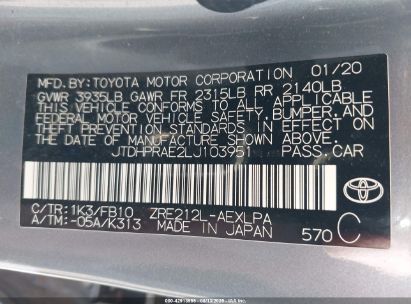 MFD. BY: TOYOTA MOTOR CORPORATION 01/20
GVWR 3935LB GAWR FR 2315LB RR 2140LB
THIS VEHICLE CONFORMS TO ALL APPLICABLE
FEDERAL MOTOR VEHICLE SAFETY, BUMPER, AND
THEFT PREVENTION STANDARDS IN EFFECT ON
THE DATE OF MANUFACTURE SHOWN ABOVE.
JTDHPRAE2LJ103951 PASS.CAR
C/TR: 1K3/FB10 ZRE212L-AEXLPA
A/TM: -05A/K313 MADE IN JAPAN
570 C